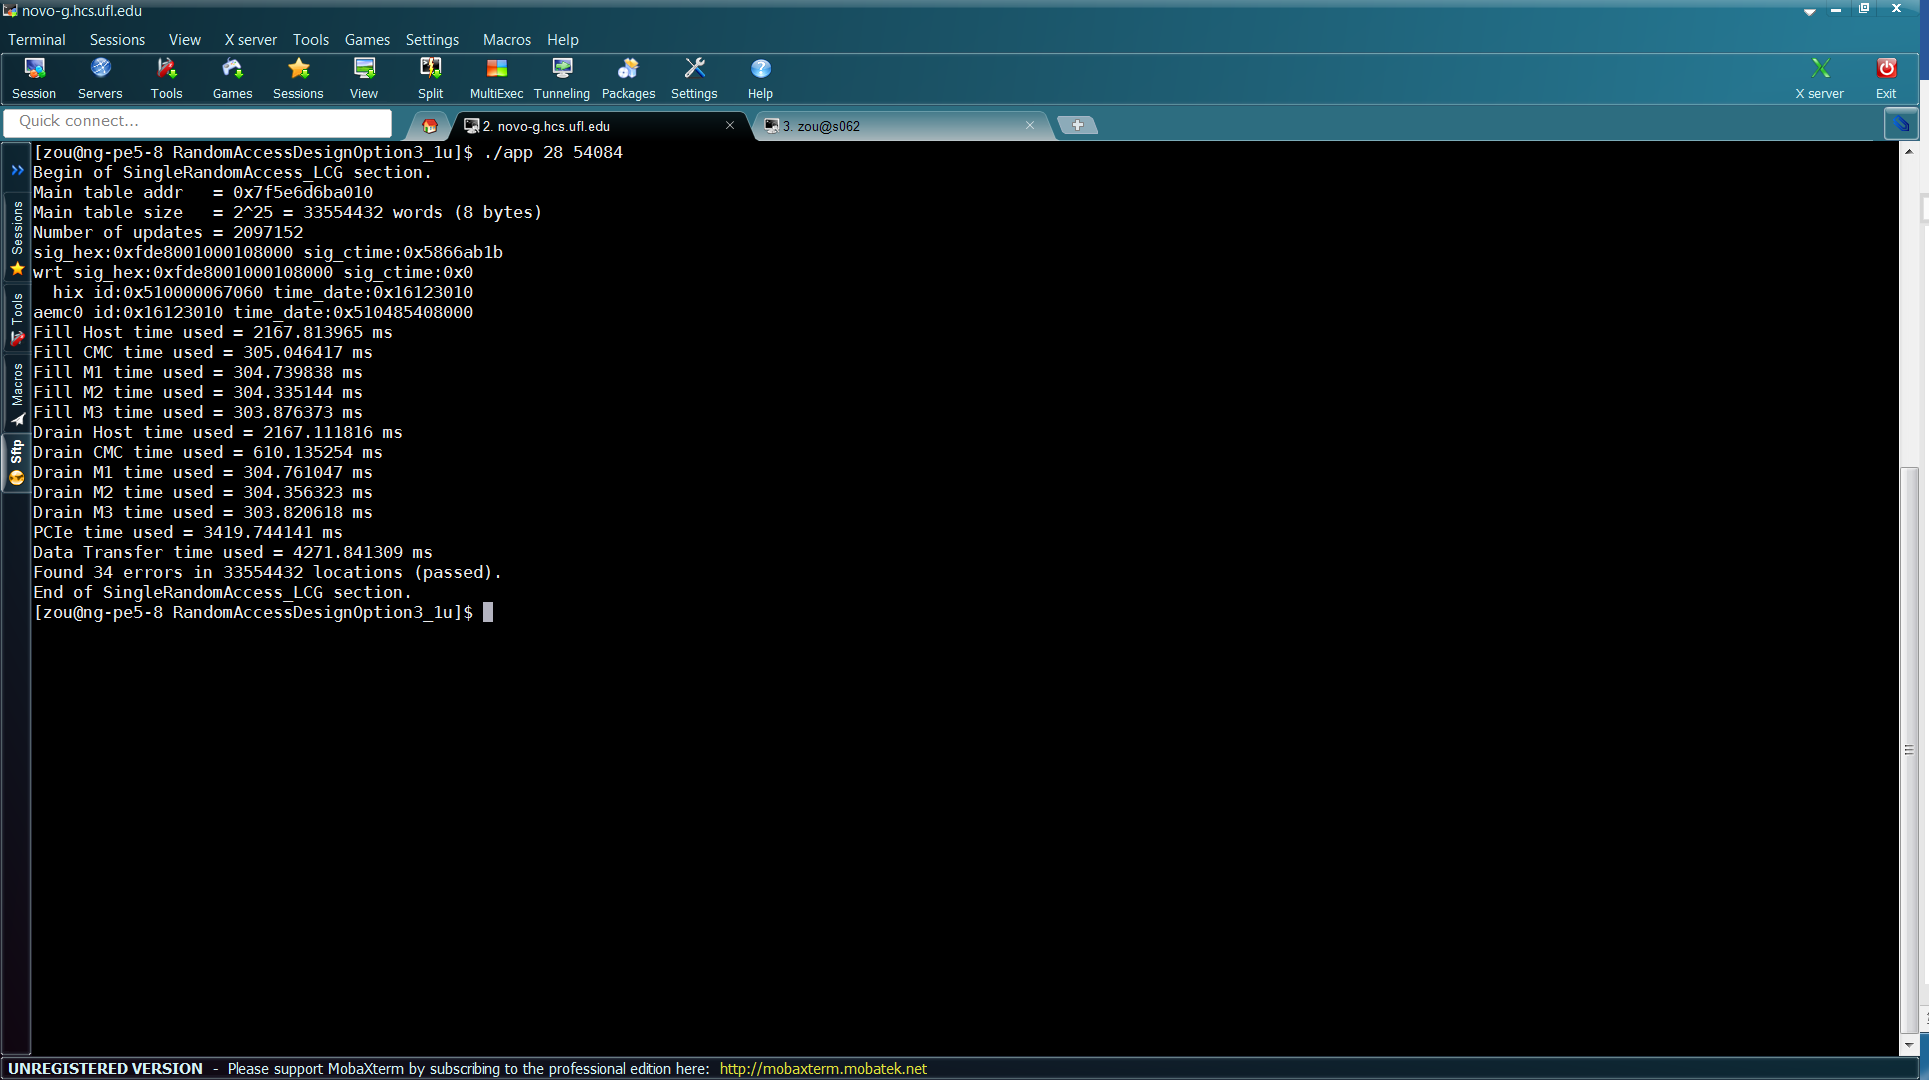 novo-g.hcs.ufl.edu
Terminal Sessions View X server Tools Games Settings Macros Help
Session Servers Tools Games Sessions View Split MultiExec Tunneling Packages Settings Help X server Exit
Quick connect...
2. novo-g.hcs.ufl.edu
3. zou@s062
Sessions
Tools
Macros
Sftp
[zou@ng-pe5-8 RandomAccessDesignOption3_1u]$ ./app 28 54084
Begin of SingleRandomAccess_LCG section.
Main table addr   = 0x7f5e6d6ba010
Main table size   = 2^25 = 33554432 words (8 bytes)
Number of updates = 2097152
sig_hex:0xfde8001000108000 sig_ctime:0x5866ab1b
wrt sig_hex:0xfde8001000108000 sig_ctime:0x0
  hix id:0x510000067060 time_date:0x16123010
aemc0 id:0x16123010 time_date:0x510485408000
Fill Host time used = 2167.813965 ms
Fill CMC time used = 305.046417 ms
Fill M1 time used = 304.739838 ms
Fill M2 time used = 304.335144 ms
Fill M3 time used = 303.876373 ms
Drain Host time used = 2167.111816 ms
Drain CMC time used = 610.135254 ms
Drain M1 time used = 304.761047 ms
Drain M2 time used = 304.356323 ms
Drain M3 time used = 303.820618 ms
PCIe time used = 3419.744141 ms
Data Transfer time used = 4271.841309 ms
Found 34 errors in 33554432 locations (passed).
End of SingleRandomAccess_LCG section.
[zou@ng-pe5-8 RandomAccessDesignOption3_1u]$
UNREGISTERED VERSION - Please support MobaXterm by subscribing to the professional edition here: http://mobaxterm.mobatek.net